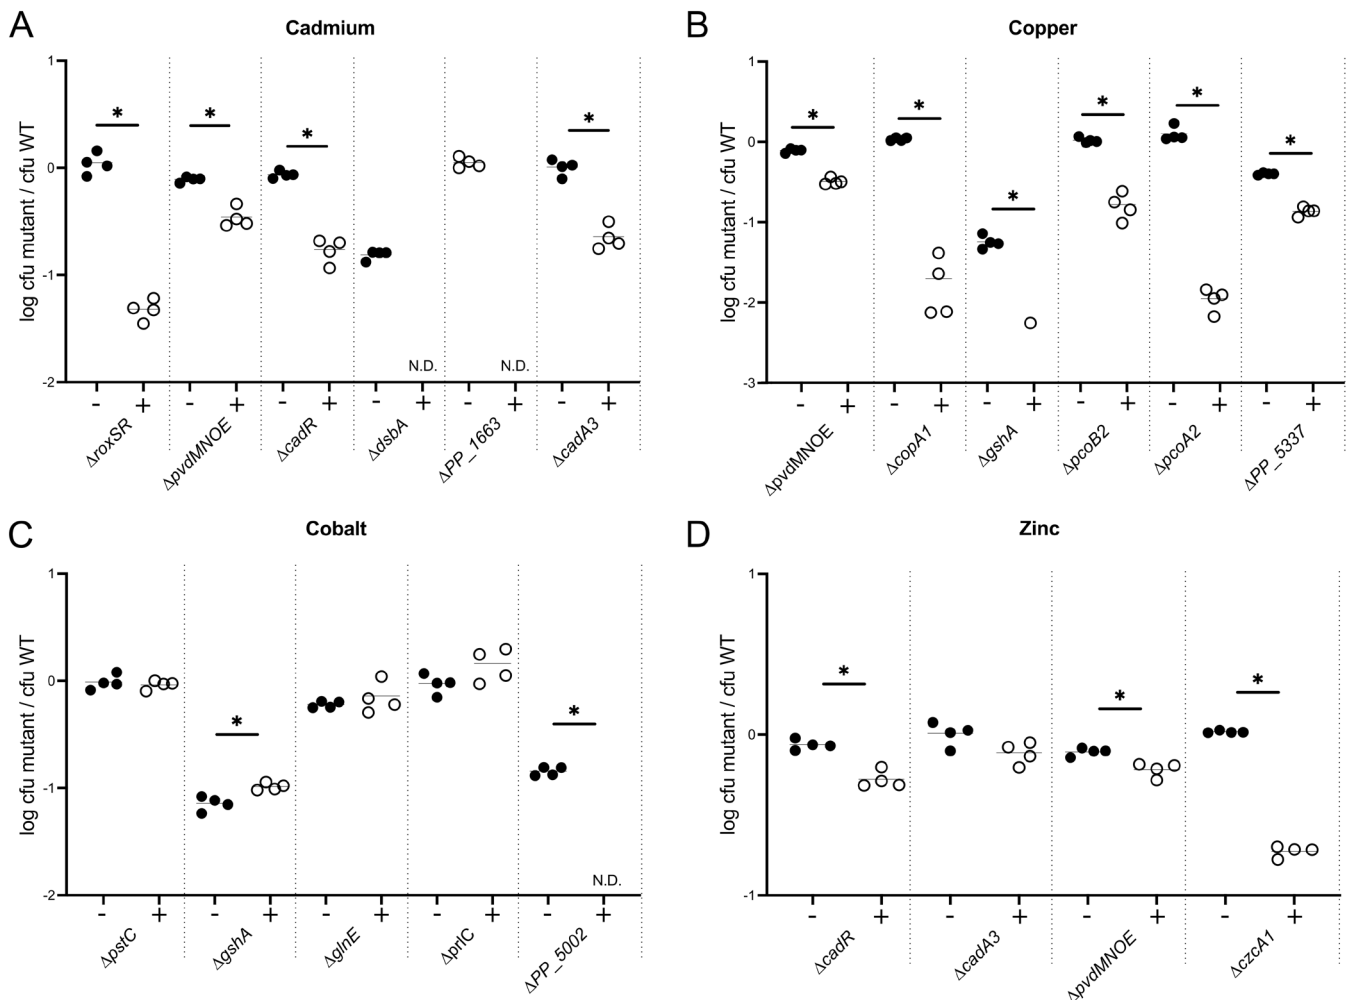 A
Cadmium
log cfu mutant / cfu WT
1
0
-1
-2
* * * *
N.D. N.D.
- + - + - + - + - + - +
ΔroxSR ΔpvdMNOE ΔcadR ΔdsbA ΔPP_1663 ΔcadA3
B
Copper
log cfu mutant / cfu WT
1
0
-1
-2
-3
* * * * * *
- + - + - + - + - + - +
ΔpvdMNOE ΔcopA1 ΔgshA ΔpcoB2 ΔpcoA2 ΔPP_5337
C
Cobalt
log cfu mutant / cfu WT
1
0
-1
-2
* *
N.D.
- + - + - + - + - +
ΔpstC ΔgshA ΔglnE ΔprlC ΔPP_5002
D
Zinc
log cfu mutant / cfu WT
1
0
-1
* * *
- + - + - + - +
ΔcadR ΔcadA3 ΔpvdMNOE ΔczcA1